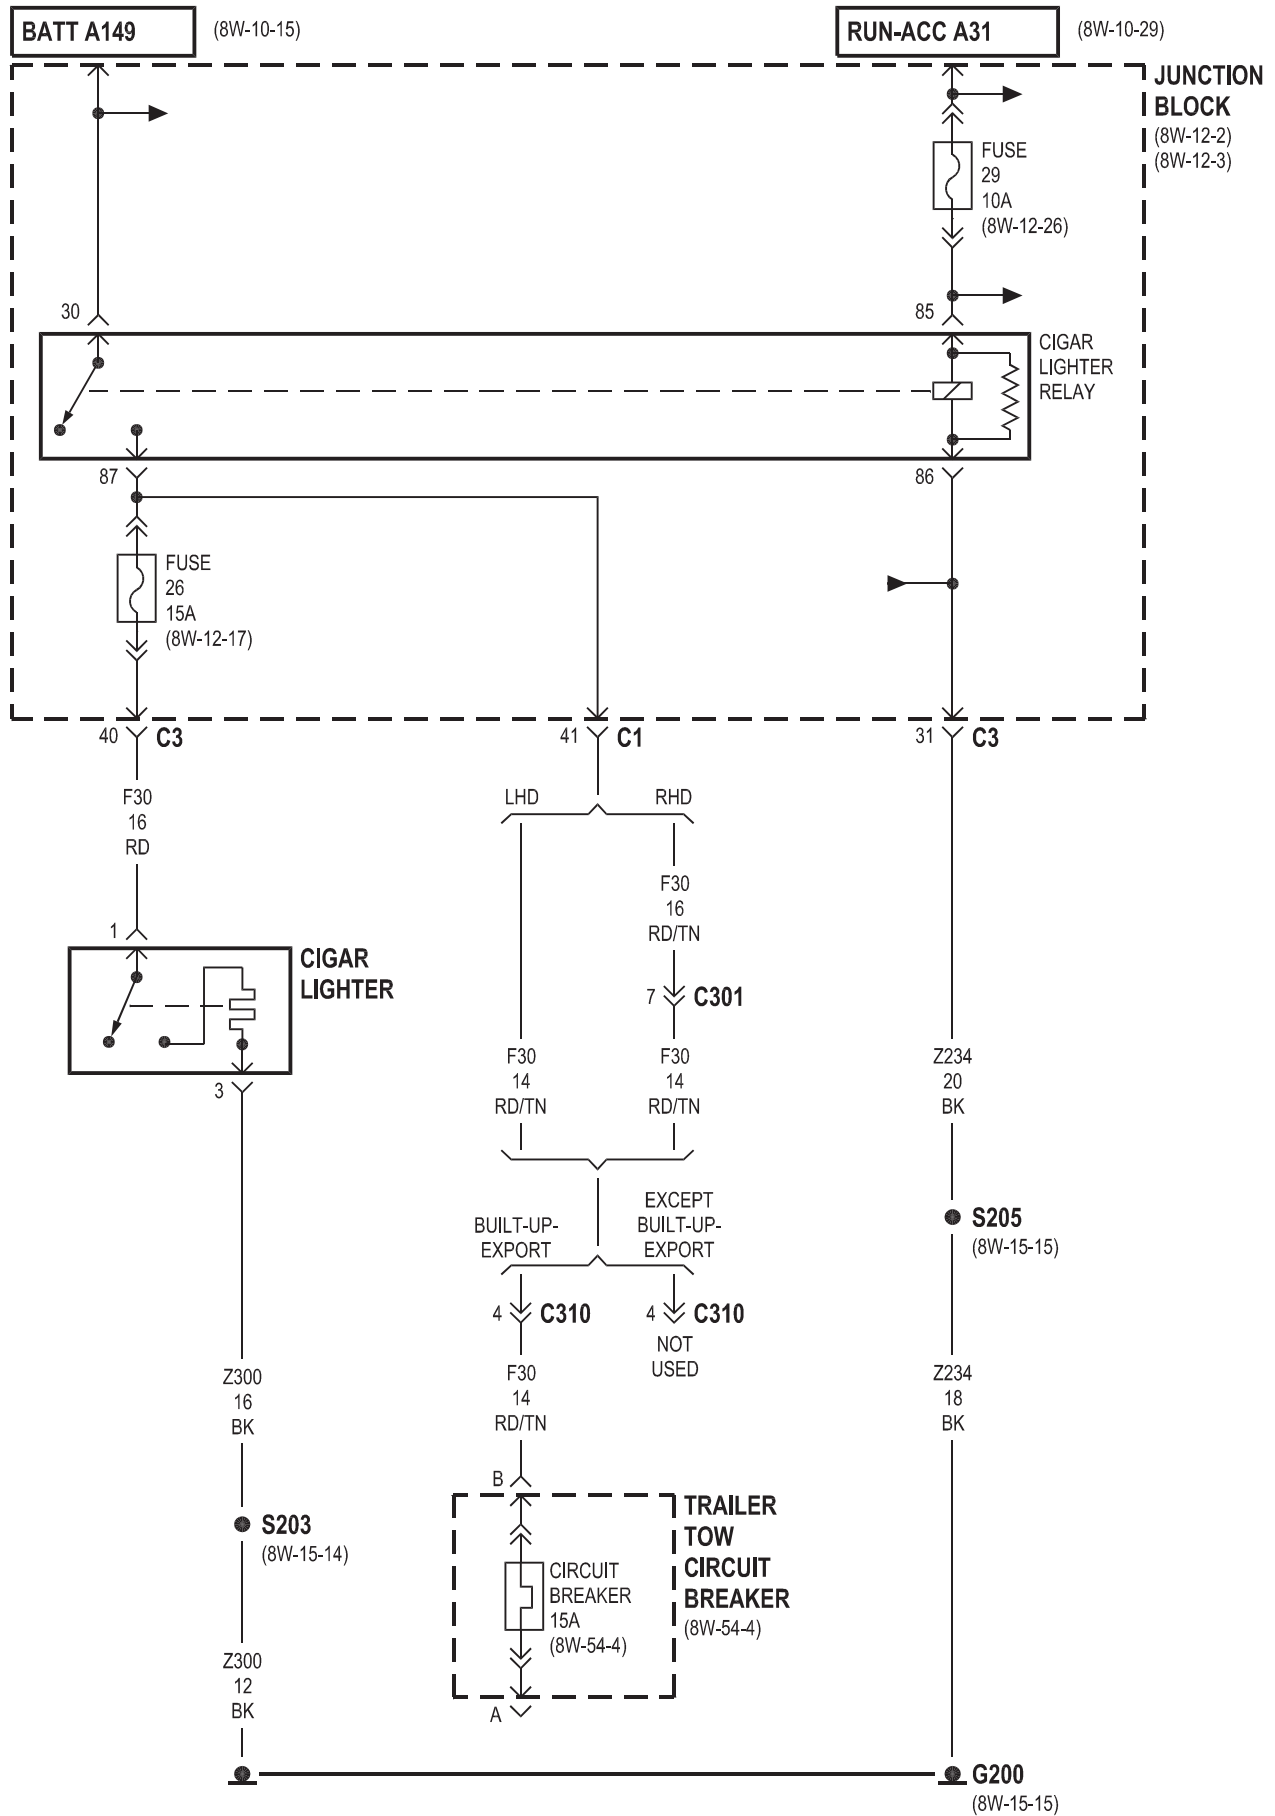 BATT A149
(8W-10-15)
RUN-ACC A31
(8W-10-29)
JUNCTION
BLOCK
(8W-12-2)
(8W-12-3)
FUSE
29
10A
(8W-12-26)
30
85
CIGAR
LIGHTER
RELAY
87
86
FUSE
26
15A
(8W-12-17)
40
C3
41
C1
31
C3
F30
16
RD
LHD
RHD
F30
16
RD/TN
1
CIGAR
LIGHTER
7
C301
3
F30
14
RD/TN
F30
14
RD/TN
Z234
20
BK
BUILT-UP-
EXPORT
EXCEPT
BUILT-UP-
EXPORT
S205
(8W-15-15)
4
C310
4
C310
NOT
USED
Z300
16
BK
F30
14
RD/TN
Z234
18
BK
B
TRAILER
TOW
CIRCUIT
BREAKER
(8W-54-4)
S203
(8W-15-14)
CIRCUIT
BREAKER
15A
(8W-54-4)
Z300
12
BK
A
G200
(8W-15-15)